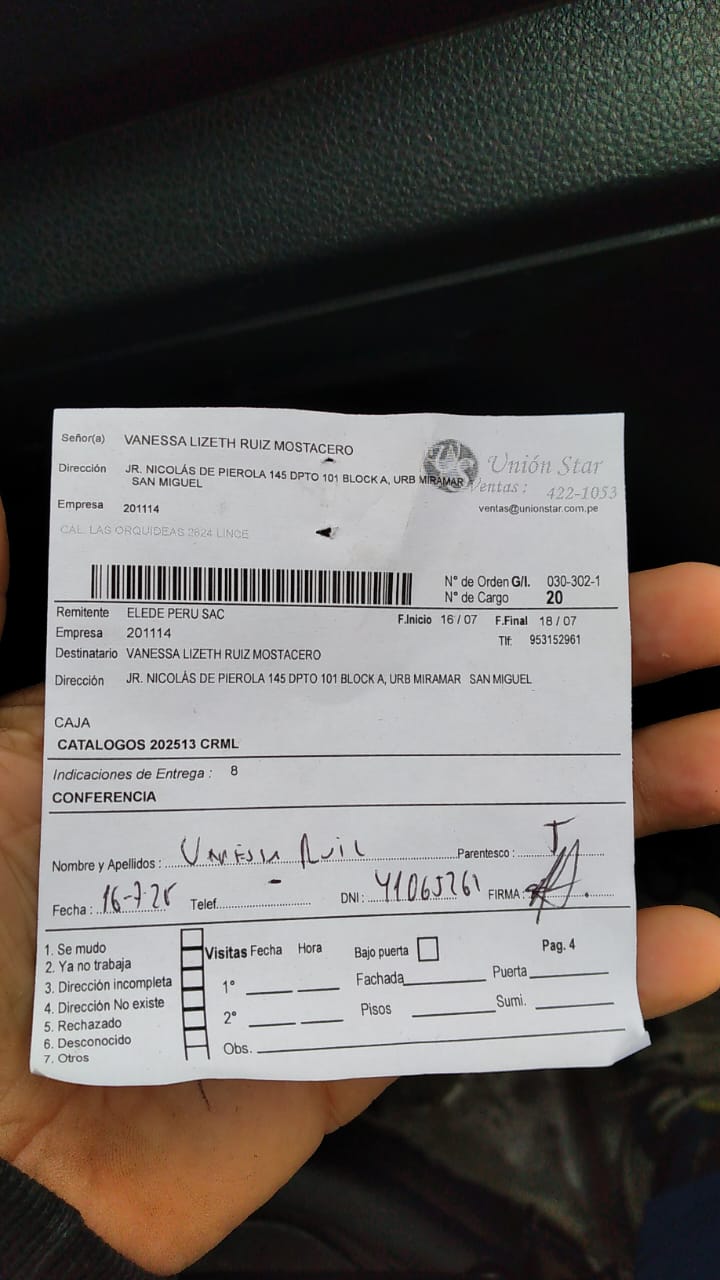 Señor(a) VANESSA LIZETH RUIZ MOSTACERO
Dirección JR. NICOLÁS DE PIEROLA 145 DPTO 101 BLOCK A, URB MIRAMAR
SAN MIGUEL
Empresa 201114
CAL. LAS ORQUIDEAS 2624 LINCE
Unión Star
Ventas : 422-1053
ventas@unionstar.com.pe
N° de Orden G/I. 030-302-1
N° de Cargo 20
Remitente ELEDE PERU SAC F.Inicio 16 / 07 F.Final 18 / 07
Empresa 201114 Tlf: 953152961
Destinatario VANESSA LIZETH RUIZ MOSTACERO
Dirección JR. NICOLÁS DE PIEROLA 145 DPTO 101 BLOCK A, URB MIRAMAR SAN MIGUEL
CAJA
CATALOGOS 202513 CRML
Indicaciones de Entrega : 8
CONFERENCIA
Nombre y Apellidos : Vanessa Ruiz Parentesco : T
Fecha : 16-7-25 Telef. - DNI : 41065261 FIRMA :
1. Se mudo
2. Ya no trabaja
3. Dirección incompleta
4. Dirección No existe
5. Rechazado
6. Desconocido
7. Otros
Visitas Fecha Hora Bajo puerta Pag. 4
1° Fachada Puerta
2° Pisos Sumi.
Obs.